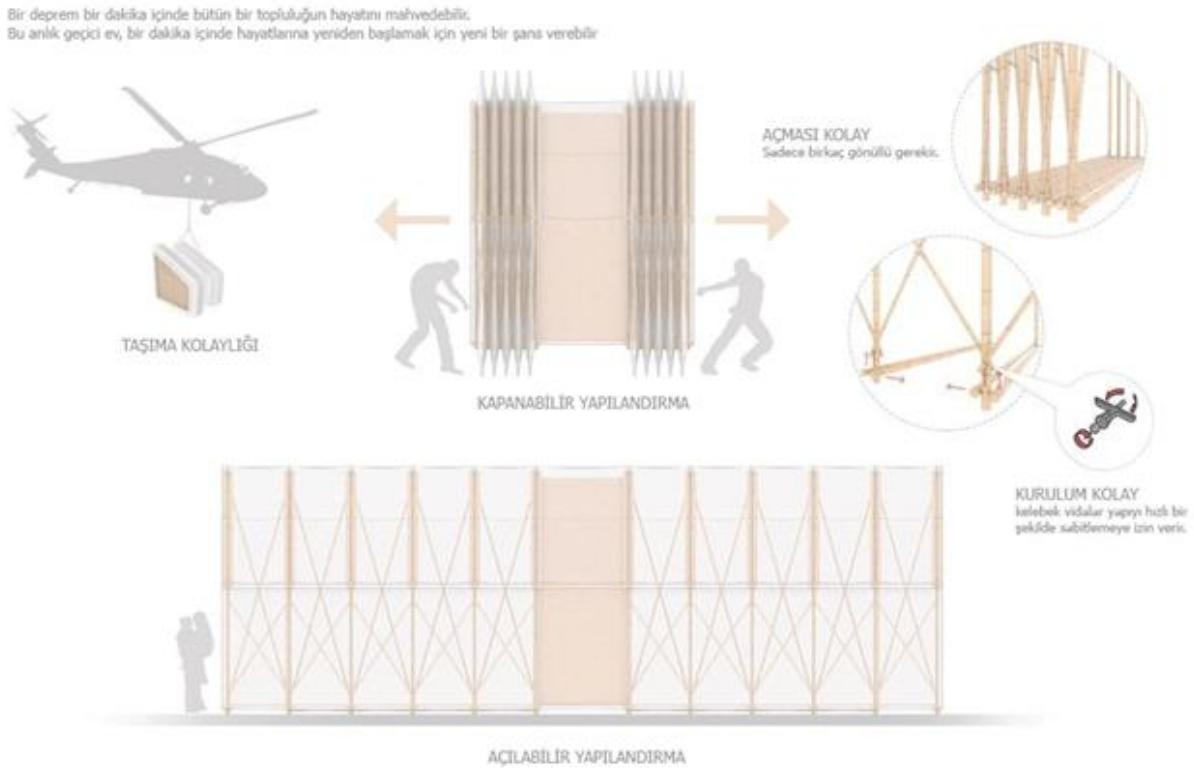 Bir deprem bir dakika içinde bütün bir topluluğun hayatını mahvedebilir.
Bu anlık geçici ev, bir dakika içinde hayatlarına yeniden başlamak için yeni bir şans verebilir
AÇMASI KOLAY
Sadece birkaç gönüllü gerekir.
TAŞIMA KOLAYLIĞI
KAPANABİLİR YAPILANDIRMA
KURULUM KOLAY
kelebek vidalar yapıyı hızlı bir
şekilde sabitlemeye izin verir.
AÇILABİLİR YAPILANDIRMA